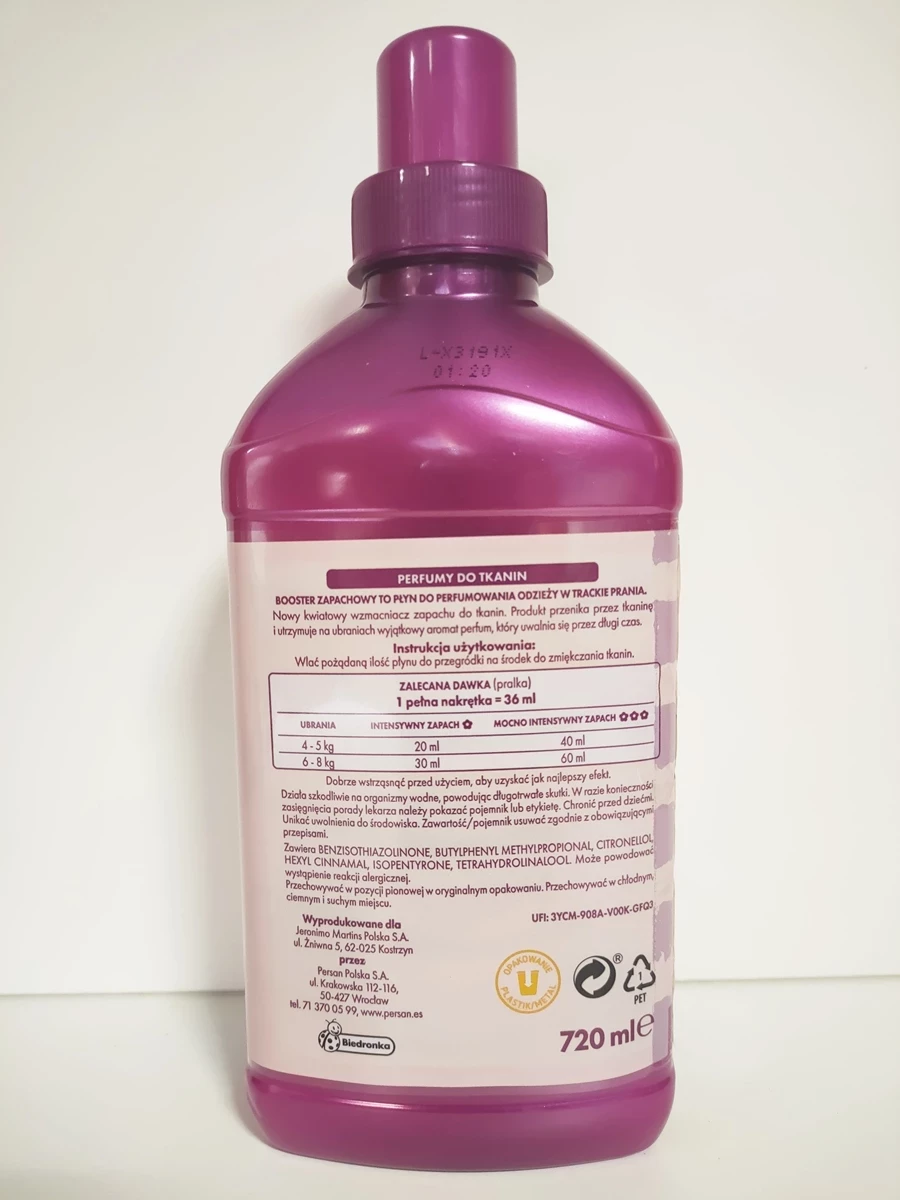 L-X3191X
01:20
PERFUMY DO TKANIN
BOOSTER ZAPACHOWY TO PŁYN DO PERFUMOWANIA ODZIEŻY W TRACKIE PRANIA.
Nowy kwiatowy wzmacniacz zapachu do tkanin. Produkt przenika przez tkaninę
i utrzymuje na ubraniach wyjątkowy aromat perfum, który uwalnia się przez długi czas.
Instrukcja użytkowania:
Wlać pożądaną ilość płynu do przegródki na środek do zmiękczania tkanin.
ZALECANA DAWKA (pralka)
1 pełna nakrętka = 36 ml
UBRANIA INTENSYWNY ZAPACH MOCNO INTENSYWNY ZAPACH
4 - 5 kg 20 ml 40 ml
6 - 8 kg 30 ml 60 ml
Dobrze wstrząsnąć przed użyciem, aby uzyskać jak najlepszy efekt.
Działa szkodliwie na organizmy wodne, powodując długotrwałe skutki. W razie konieczności
zasięgnięcia porady lekarza należy pokazać pojemnik lub etykietę. Chronić przed dziećmi.
Unikać uwolnienia do środowiska. Zawartość/pojemnik usuwać zgodnie z obowiązującymi
przepisami.
Zawiera BENZISOTHIAZOLINONE, BUTYLPHENYL METHYLPROPIONAL, CITRONELLOL,
HEXYL CINNAMAL, ISOPENTYRONE, TETRAHYDROLINALOOL. Może powodować
wystąpienie reakcji alergicznej.
Przechowywać w pozycji pionowej w oryginalnym opakowaniu. Przechowywać w chłodnym,
ciemnym i suchym miejscu.
UFI: 3YCM-908A-V00K-GFQ3
Wyprodukowane dla
Jeronimo Martins Polska S.A.
ul. Żniwna 5, 62-025 Kostrzyn
przez
Persan Polska S.A.
ul. Krakowska 112-116,
50-427 Wrocław
tel. 71 370 05 99, www.persan.es
Biedronka
OPAKOWANIE
PLASTIK/METAL
®
1
PET
720 ml e